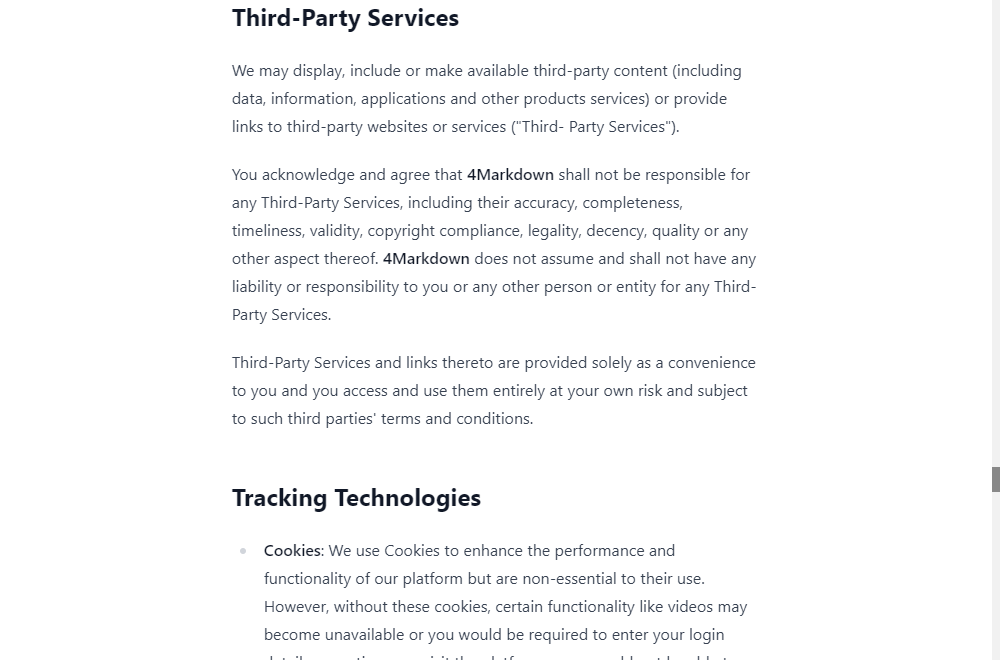 Third-Party Services
We may display, include or make available third-party content (including
data, information, applications and other products services) or provide
links to third-party websites or services ("Third- Party Services").
You acknowledge and agree that 4Markdown shall not be responsible for
any Third-Party Services, including their accuracy, completeness,
timeliness, validity, copyright compliance, legality, decency, quality or any
other aspect thereof. 4Markdown does not assume and shall not have any
liability or responsibility to you or any other person or entity for any Third-
Party Services.
Third-Party Services and links thereto are provided solely as a convenience
to you and you access and use them entirely at your own risk and subject
to such third parties' terms and conditions.
Tracking Technologies
Cookies: We use Cookies to enhance the performance and
functionality of our platform but are non-essential to their use.
However, without these cookies, certain functionality like videos may
become unavailable or you would be required to enter your login